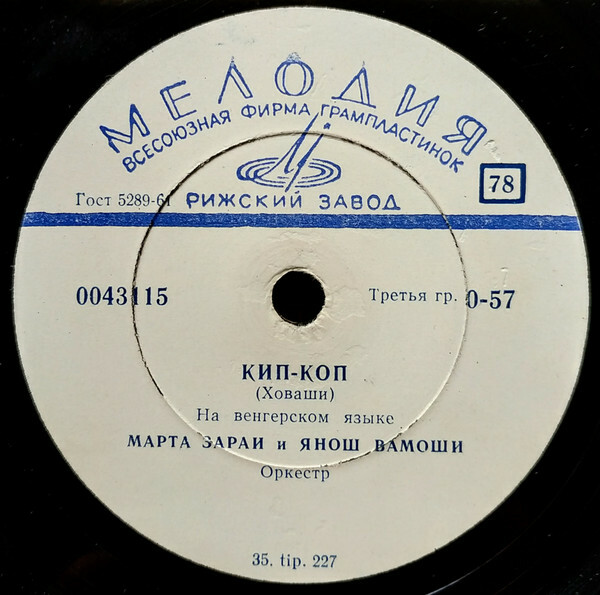 МЕЛОДИЯ
ВСЕСОЮЗНАЯ ФИРМА ГРАМПЛАСТИНОК
Гост 5289-61 РИЖСКИЙ ЗАВОД 78
0043115 Третья гр. 0-57
КИП-КОП
(Ховаши)
На венгерском языке
МАРТА ЗАРАИ и ЯНОШ ВАМОШИ
Оркестр
35. tip. 227